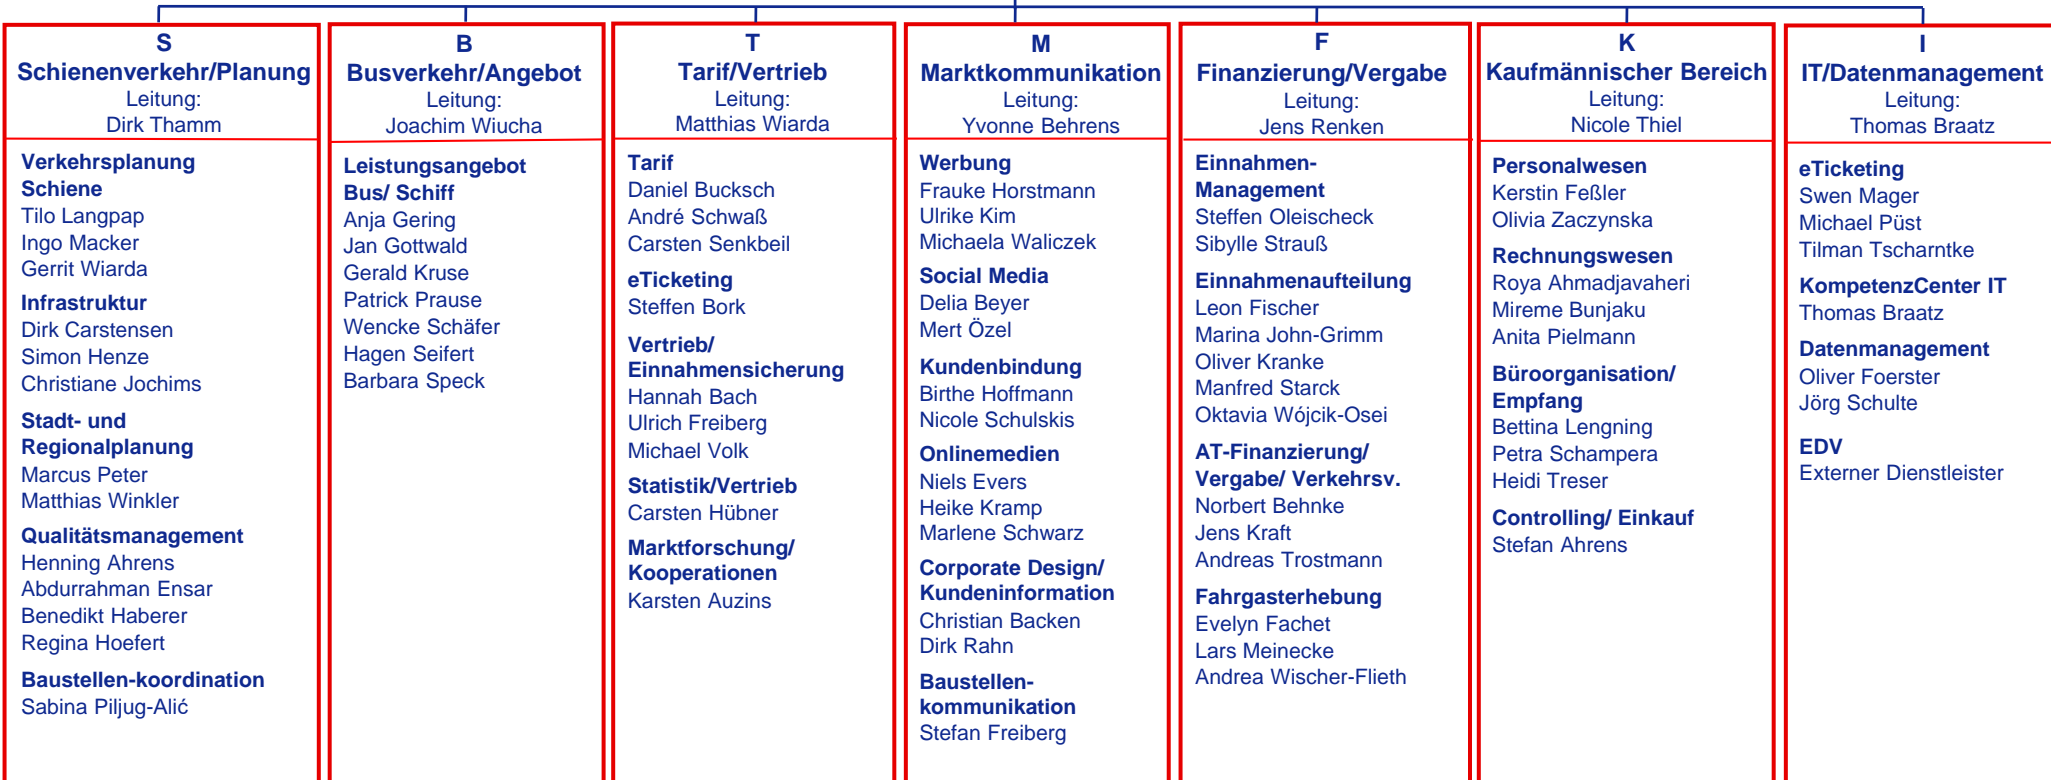 S
Schienenverkehr/Planung
Leitung:
Dirk Thamm
Verkehrsplanung
Schiene
Tilo Langpap
Ingo Macker
Gerrit Wiarda
Infrastruktur
Dirk Carstensen
Simon Henze
Christiane Jochims
Stadt- und
Regionalplanung
Marcus Peter
Matthias Winkler
Qualitätsmanagement
Henning Ahrens
Abdurrahman Ensar
Benedikt Haberer
Regina Hoefert
Baustellen-koordination
Sabina Piljug-Alić
B
Busverkehr/Angebot
Leitung:
Joachim Wiucha
Leistungsangebot
Bus/ Schiff
Anja Gering
Jan Gottwald
Gerald Kruse
Patrick Prause
Wencke Schäfer
Hagen Seifert
Barbara Speck
T
Tarif/Vertrieb
Leitung:
Matthias Wiarda
Tarif
Daniel Bucksch
André Schwaß
Carsten Senkbeil
eTicketing
Steffen Bork
Vertrieb/
Einnahmensicherung
Hannah Bach
Ulrich Freiberg
Michael Volk
Statistik/Vertrieb
Carsten Hübner
Marktforschung/
Kooperationen
Karsten Auzins
M
Marktkommunikation
Leitung:
Yvonne Behrens
Werbung
Frauke Horstmann
Ulrike Kim
Michaela Waliczek
Social Media
Delia Beyer
Mert Özel
Kundenbindung
Birthe Hoffmann
Nicole Schulskis
Onlinemedien
Niels Evers
Heike Kramp
Marlene Schwarz
Corporate Design/
Kundeninformation
Christian Backen
Dirk Rahn
Baustellen-
kommunikation
Stefan Freiberg
F
Finanzierung/Vergabe
Leitung:
Jens Renken
Einnahmen-
Management
Steffen Oleischeck
Sibylle Strauß
Einnahmenaufteilung
Leon Fischer
Marina John-Grimm
Oliver Kranke
Manfred Starck
Oktavia Wójcik-Osei
AT-Finanzierung/
Vergabe/ Verkehrsv.
Norbert Behnke
Jens Kraft
Andreas Trostmann
Fahrgasterhebung
Evelyn Fachet
Lars Meinecke
Andrea Wischer-Flieth
K
Kaufmännischer Bereich
Leitung:
Nicole Thiel
Personalwesen
Kerstin Feßler
Olivia Zaczynska
Rechnungswesen
Roya Ahmadjavaheri
Mireme Bunjaku
Anita Pielmann
Büroorganisation/
Empfang
Bettina Lengning
Petra Schampera
Heidi Treser
Controlling/ Einkauf
Stefan Ahrens
I
IT/Datenmanagement
Leitung:
Thomas Braatz
eTicketing
Swen Mager
Michael Püst
Tilman Tscharntke
KompetenzCenter IT
Thomas Braatz
Datenmanagement
Oliver Foerster
Jörg Schulte
EDV
Externer Dienstleister